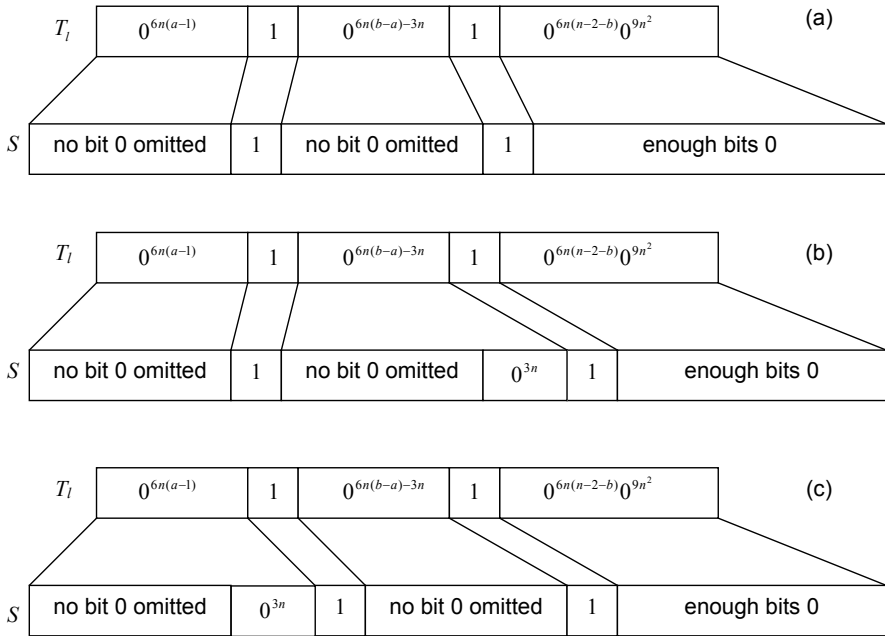 T_l 0^{6n(a−1)} 1 0^{6n(b−a)−3n} 1 0^{6n(n−2−b)}0^{9n^2} (a)
S no bit 0 omitted 1 no bit 0 omitted 1 enough bits 0
T_l 0^{6n(a−1)} 1 0^{6n(b−a)−3n} 1 0^{6n(n−2−b)}0^{9n^2} (b)
S no bit 0 omitted 1 no bit 0 omitted 0^{3n} 1 enough bits 0
T_l 0^{6n(a−1)} 1 0^{6n(b−a)−3n} 1 0^{6n(n−2−b)}0^{9n^2} (c)
S no bit 0 omitted 0^{3n} 1 no bit 0 omitted 1 enough bits 0